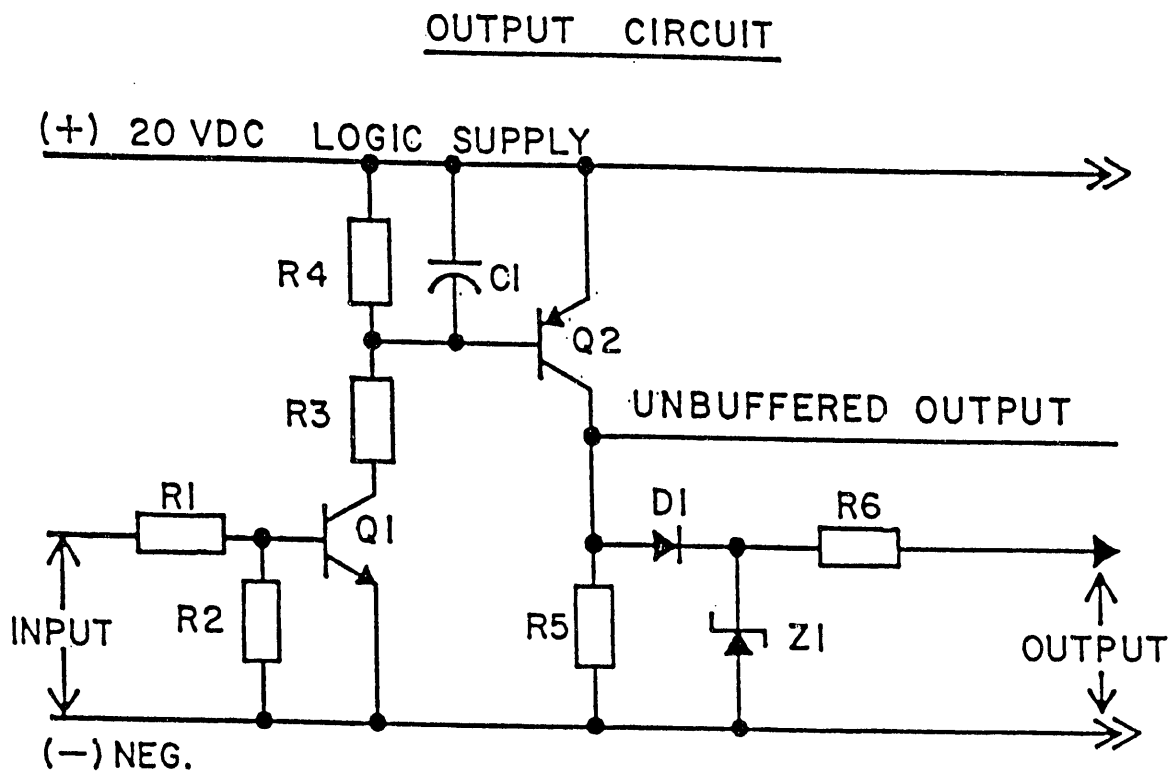 OUTPUT CIRCUIT
(+) 20 VDC LOGIC SUPPLY
R4
C1
Q2
R3
UNBUFFERED OUTPUT
R1
Q1
D1
R6
R2
R5
Z1
INPUT
OUTPUT
(-) NEG.